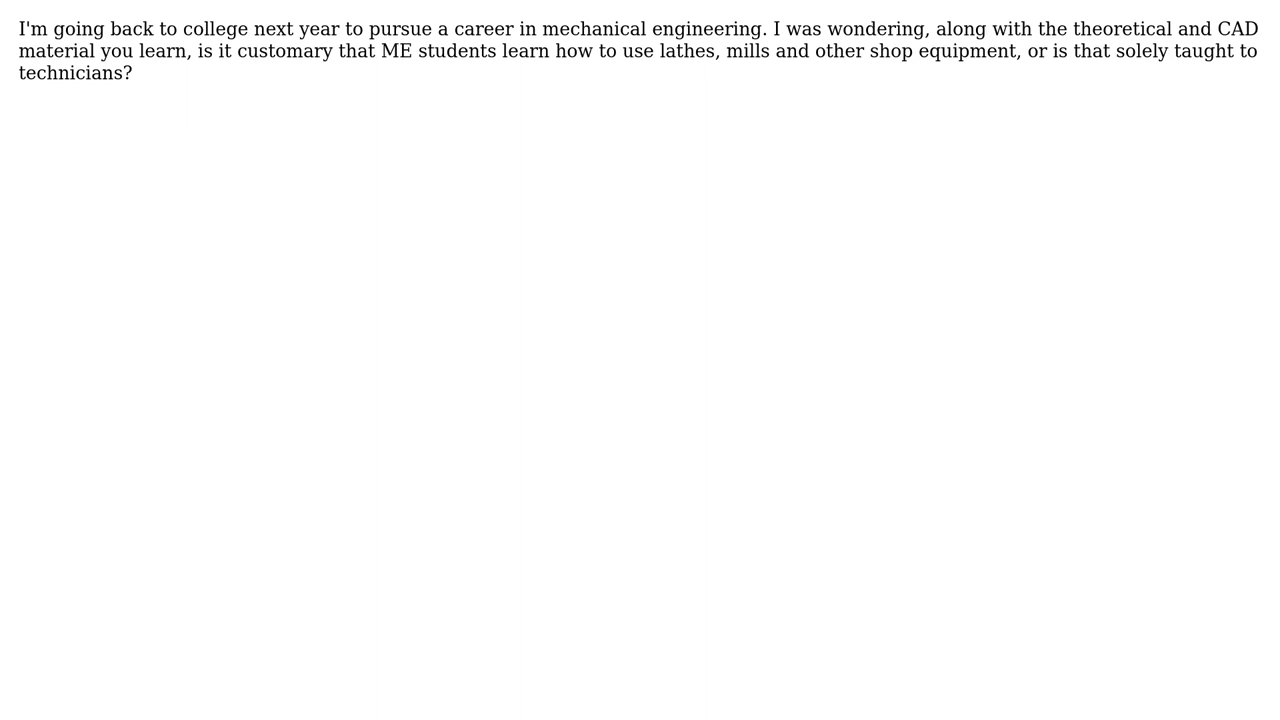 I'm going back to college next year to pursue a career in mechanical engineering. I was wondering, along with the theoretical and CAD
material you learn, is it customary that ME students learn how to use lathes, mills and other shop equipment, or is that solely taught to
technicians?